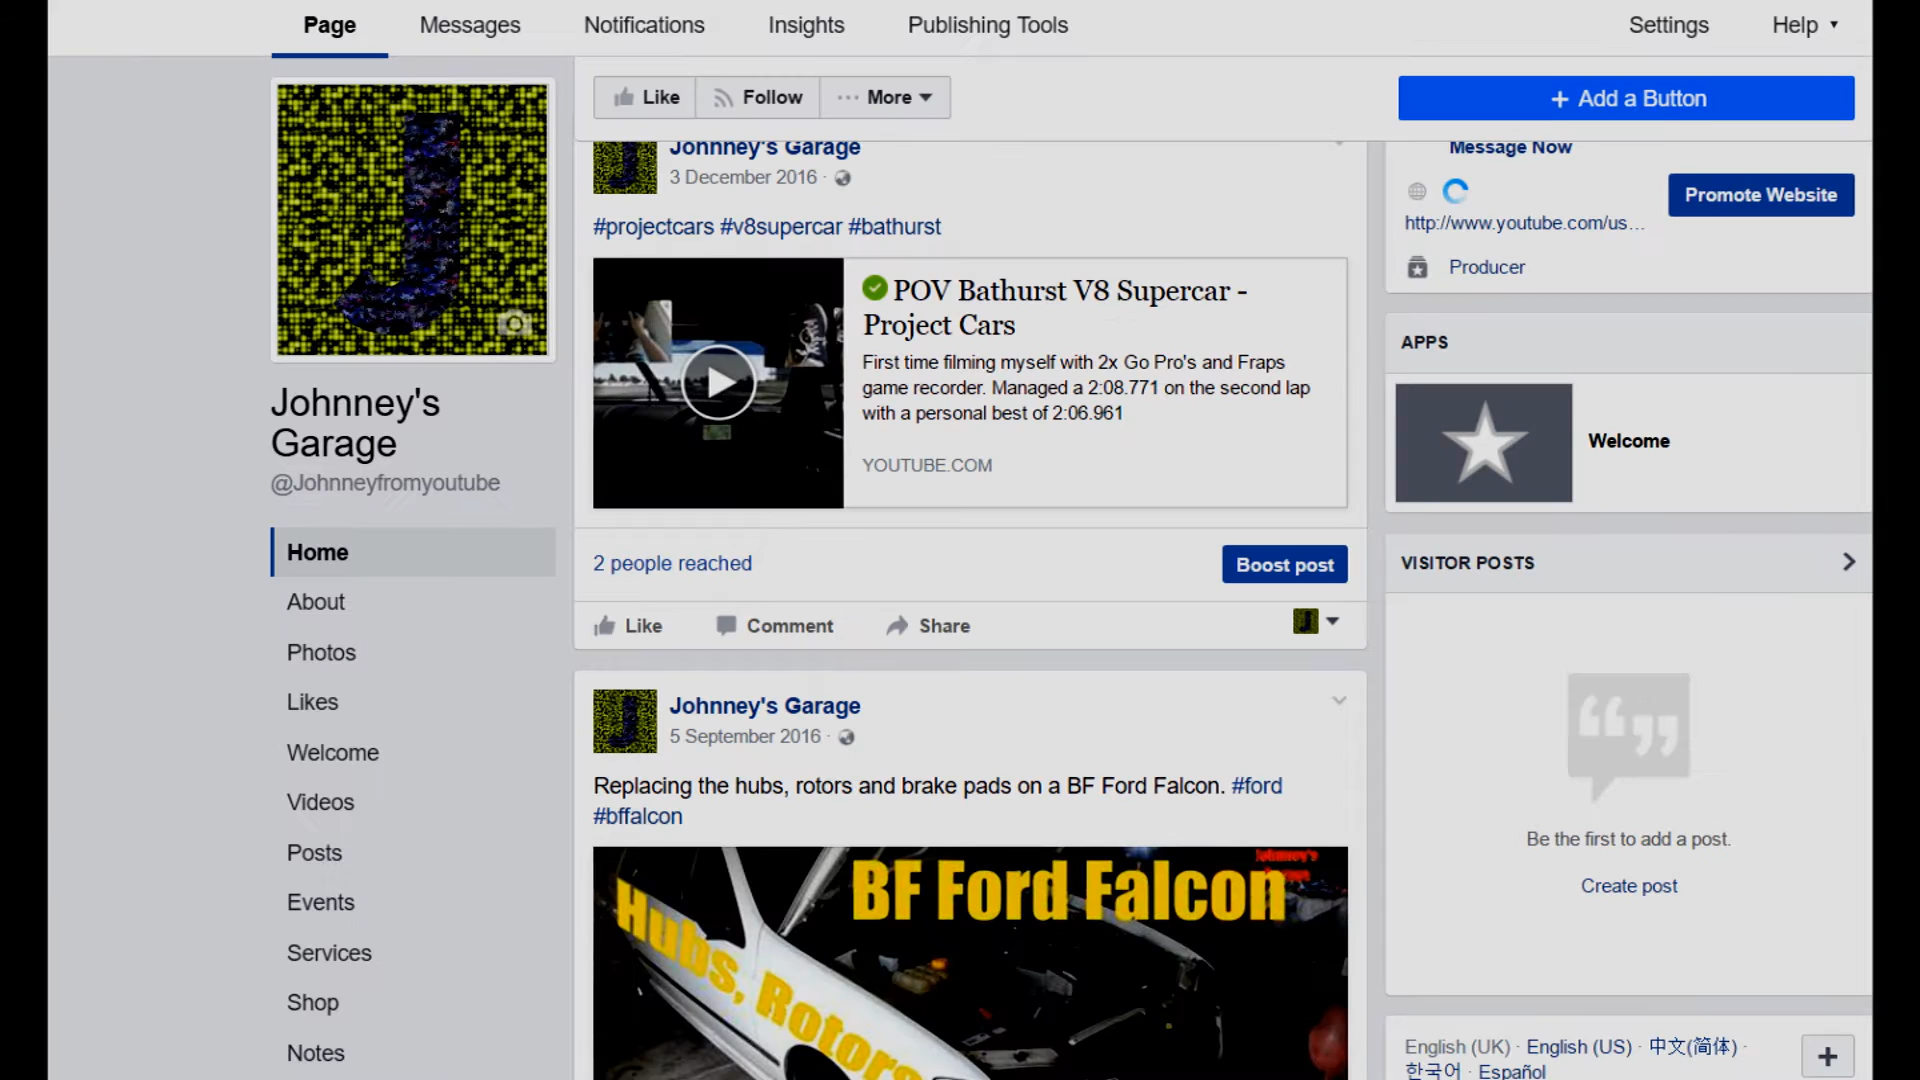 Page Messages Notifications Insights Publishing Tools Settings Help
Like Follow More
+ Add a Button
Johnney's Garage
3 December 2016
#projectcars #v8supercar #bathurst
POV Bathurst V8 Supercar -
Project Cars
First time filming myself with 2x Go Pro's and Fraps
game recorder. Managed a 2:08.771 on the second lap
with a personal best of 2:06.961
YOUTUBE.COM
2 people reached
Boost post
Like Comment Share
Johnney's Garage
5 September 2016
Replacing the hubs, rotors and brake pads on a BF Ford Falcon. #ford
#bffalcon
BF Ford Falcon
Johnney's
Hubs, Rotors
Johnney's
Garage
@Johnneyfromyoutube
Home
About
Photos
Likes
Welcome
Videos
Posts
Events
Services
Shop
Notes
Message Now
http://www.youtube.com/us...
Promote Website
Producer
APPS
Welcome
VISITOR POSTS
Be the first to add a post.
Create post
English (UK) · English (US) · 中文(简体) ·
한국어 · Español
+